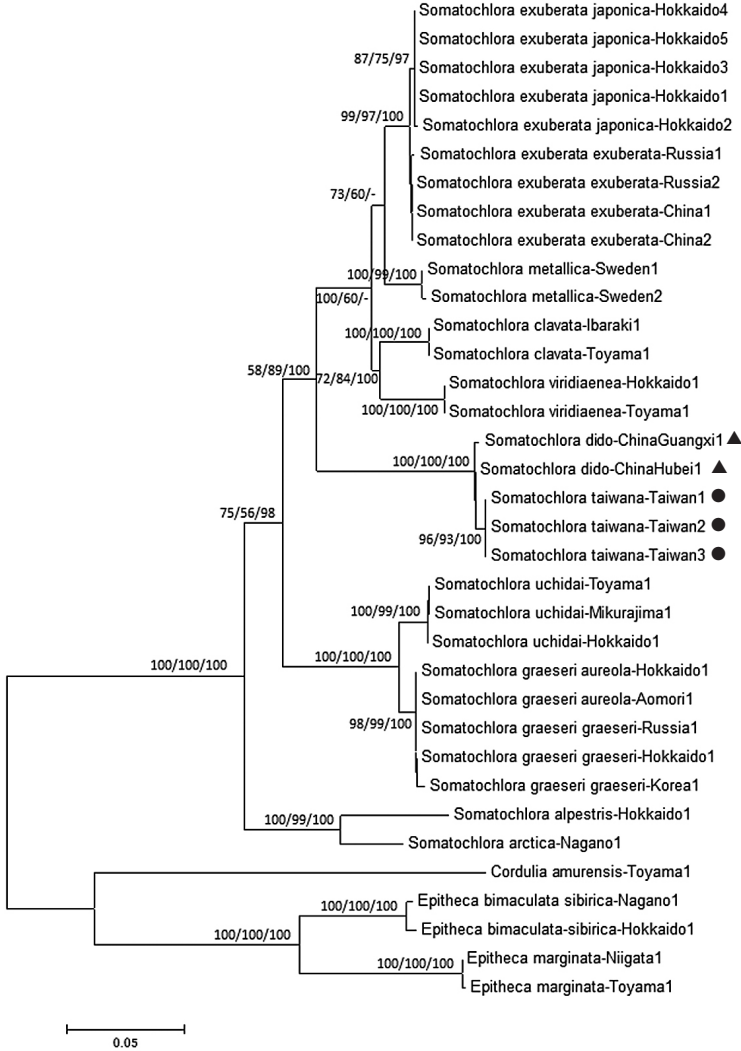 Somatochlora exuberata japonica-Hokkaido4
Somatochlora exuberata japonica-Hokkaido5
87/75/97
Somatochlora exuberata japonica-Hokkaido3
Somatochlora exuberata japonica-Hokkaido1
99/97/100
Somatochlora exuberata japonica-Hokkaido2
Somatochlora exuberata exuberata-Russia1
Somatochlora exuberata exuberata-Russia2
73/60/-
Somatochlora exuberata exuberata-China1
Somatochlora exuberata exuberata-China2
100/99/100
Somatochlora metallica-Sweden1
100/60/-
Somatochlora metallica-Sweden2
Somatochlora clavata-Ibaraki1
100/100/100
Somatochlora clavata-Toyama1
58/89/100
72/84/100
Somatochlora viridiaenea-Hokkaido1
100/100/100
Somatochlora viridiaenea-Toyama1
Somatochlora dido-ChinaGuangxi1
100/100/100
Somatochlora dido-ChinaHubei1
Somatochlora taiwana-Taiwan1
75/56/98
Somatochlora taiwana-Taiwan2
96/93/100
Somatochlora taiwana-Taiwan3
Somatochlora uchidai-Toyama1
100/99/100
Somatochlora uchidai-Mikurajima1
Somatochlora uchidai-Hokkaido1
100/100/100
100/100/100
Somatochlora graeseri aureola-Hokkaido1
Somatochlora graeseri aureola-Aomori1
98/99/100
Somatochlora graeseri graeseri-Russia1
Somatochlora graeseri graeseri-Hokkaido1
Somatochlora graeseri graeseri-Korea1
100/99/100
Somatochlora alpestris-Hokkaido1
Somatochlora arctica-Nagano1
Cordulia amurensis-Toyama1
100/100/100
Epitheca bimaculata sibirica-Nagano1
100/100/100
Epitheca bimaculata-sibirica-Hokkaido1
100/100/100
Epitheca marginata-Niigata1
Epitheca marginata-Toyama1
0.05